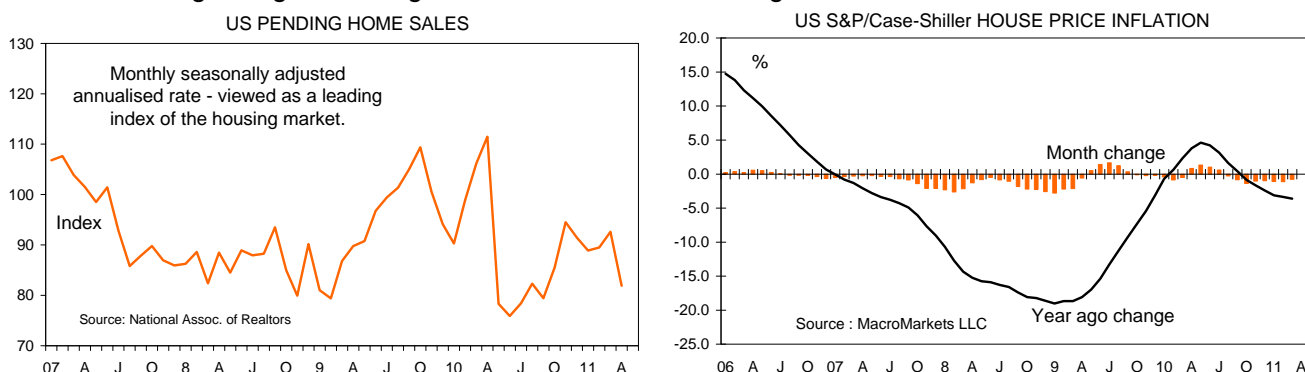 US PENDING HOME SALES
130
120
110
100
90
80
70
Monthly seasonally adjusted
annualised rate - viewed as a leading
index of the housing market.
Index
Source: National Assoc. of Realtors
07 A J O 8 A J O 9 A J O 10 A J O 11 A
US S&P/Case-Shiller HOUSE PRICE INFLATION
20.0
15.0
10.0
5.0
0.0
-5.0
-10.0
-15.0
-20.0
-25.0
%
Month change
Year ago change
Source : MacroMarkets LLC
06 A J O 07 A J O 8 A J O 9 A J O 10 A J O 11 A